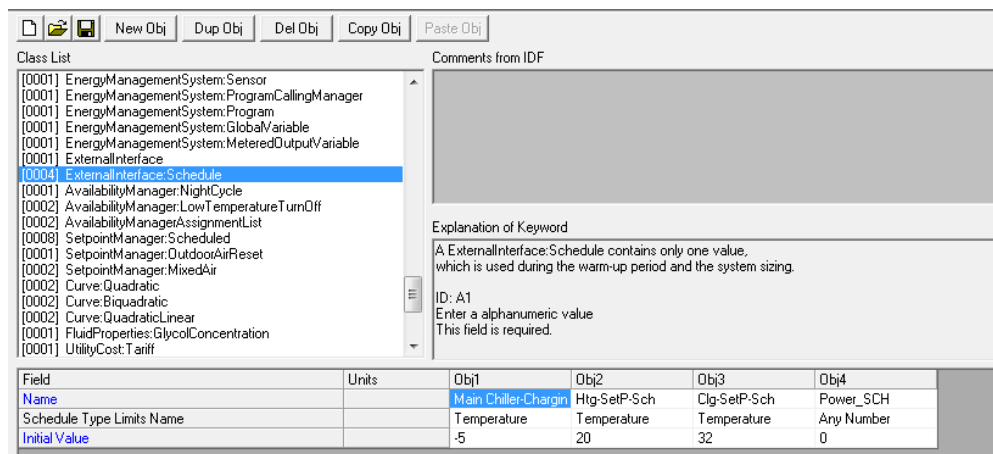 New Obj Dup Obj Del Obj Copy Obj Paste Obj
Class List
[0001] EnergyManagementSystem:Sensor
[0001] EnergyManagementSystem:ProgramCallingManager
[0001] EnergyManagementSystem:Program
[0001] EnergyManagementSystem:GlobalVariable
[0001] EnergyManagementSystem:MeteredOutputVariable
[0001] ExternalInterface
[0004] ExternalInterface:Schedule
[0001] AvailabilityManager:NightCycle
[0002] AvailabilityManager:LowTemperatureTurnOff
[0002] AvailabilityManagerAssignmentList
[0008] SetpointManager:Scheduled
[0001] SetpointManager:OutdoorAirReset
[0002] SetpointManager:MixedAir
[0002] Curve:Quadratic
[0002] Curve:Biquadratic
[0002] Curve:QuadraticLinear
[0001] FluidProperties:GlycolConcentration
[0001] UtilityCost:Tariff
Comments from IDF
Explanation of Keyword
A ExternalInterface:Schedule contains only one value,
which is used during the warm-up period and the system sizing.
ID: A1
Enter a alphanumeric value
This field is required.
Field Units Obj1 Obj2 Obj3 Obj4
Name Main Chiller-Chargin Htg-SetP-Sch Clg-SetP-Sch Power_SCH
Schedule Type Limits Name Temperature Temperature Temperature Any Number
Initial Value -5 20 32 0